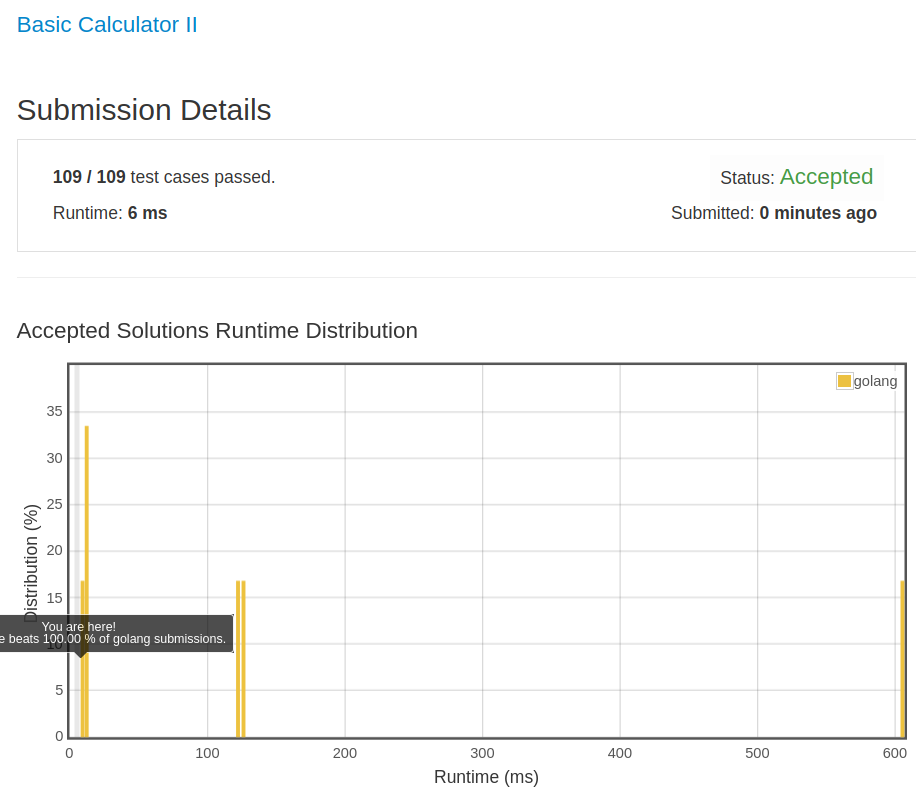 Basic Calculator II
Submission Details
109 / 109 test cases passed.
Status: Accepted
Runtime: 6 ms
Submitted: 0 minutes ago
Accepted Solutions Runtime Distribution
golang
35
30
25
20
15
10
5
0
Distribution (%)
You are here!
e beats 100.00 % of golang submissions.
0 100 200 300 400 500 600
Runtime (ms)